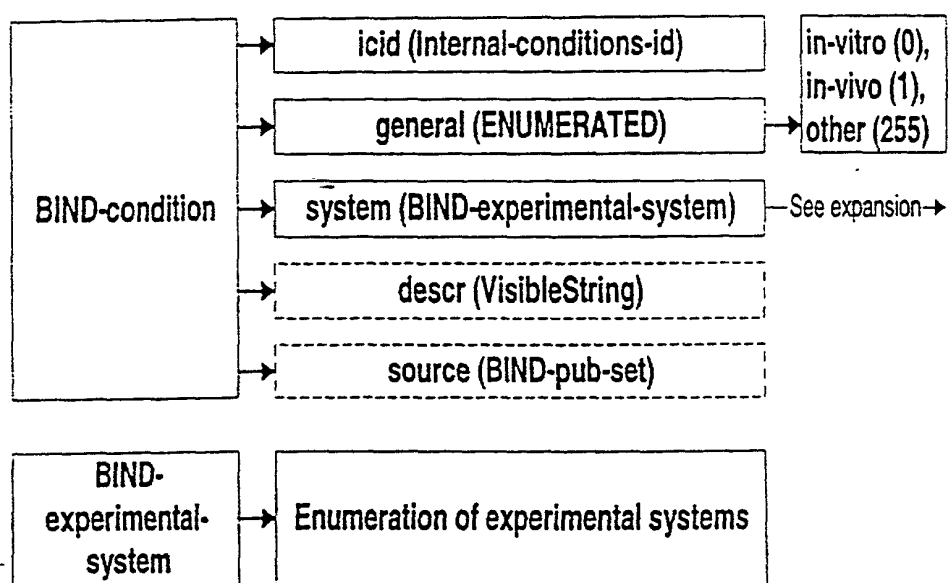 icid (Internal-conditions-id)
in-vitro (0),
in-vivo (1),
other (255)
general (ENUMERATED)
BIND-condition
system (BIND-experimental-system)
See expansion
descr (VisibleString)
source (BIND-pub-set)
BIND-
experimental-
system
Enumeration of experimental systems